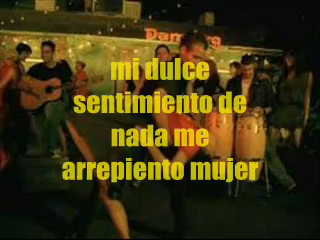 mi dulce
sentimiento de
nada me
arrepiento mujer